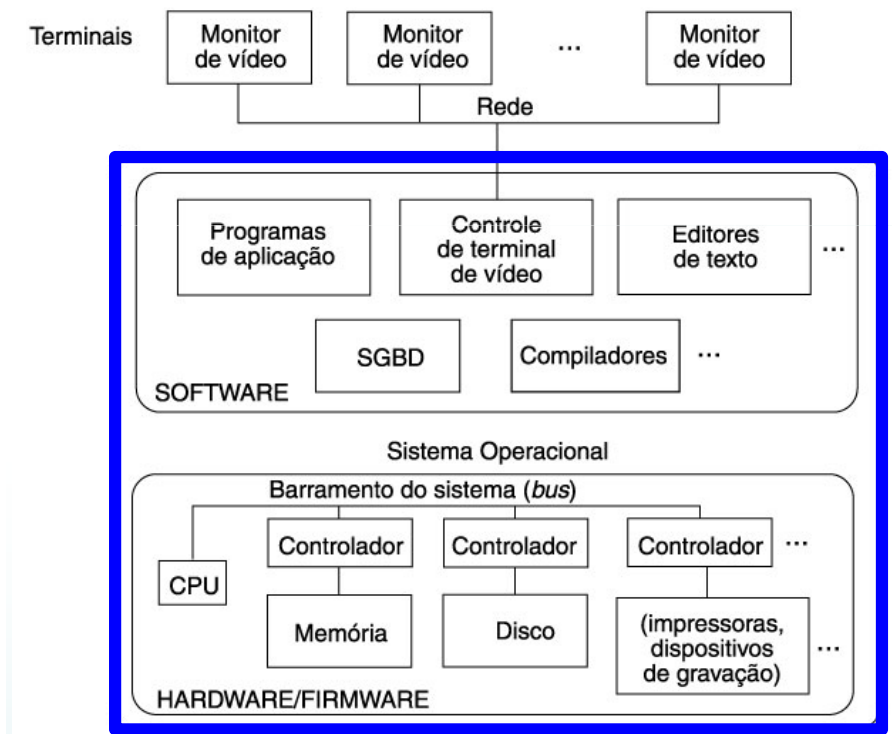 Terminais
Monitor
de vídeo
Monitor
de vídeo
...
Monitor
de vídeo
Rede
Programas
de aplicação
Controle
de terminal
de vídeo
Editores
de texto
...
SGBD
Compiladores
...
SOFTWARE
Sistema Operacional
Barramento do sistema (bus)
CPU
Controlador
Controlador
Controlador
...
Memória
Disco
(impressoras,
dispositivos
de gravação)
...
HARDWARE/FIRMWARE